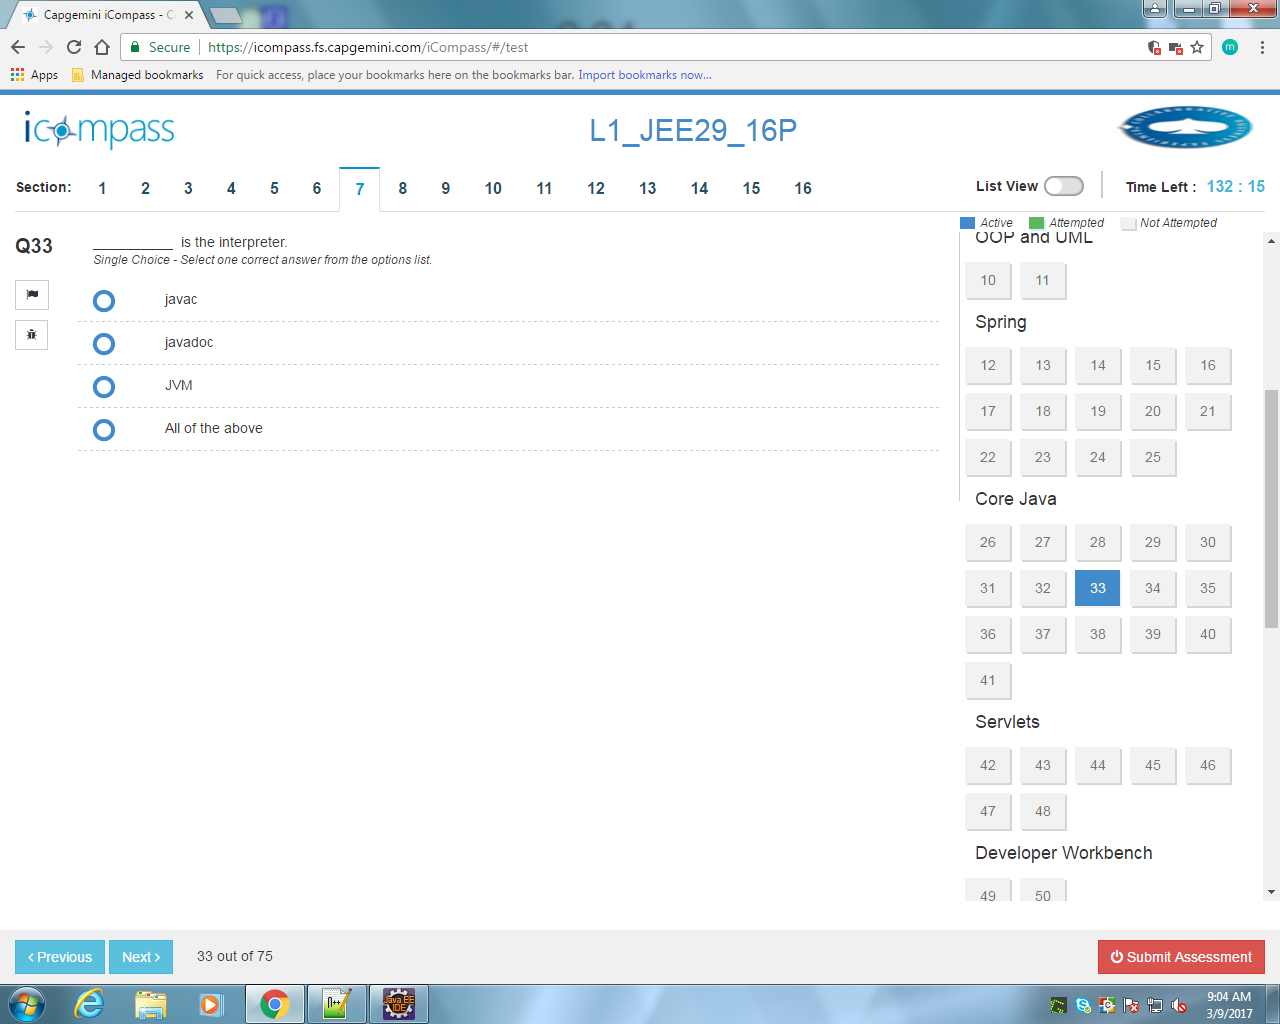 Capgemini iCompass - C
Secure https://icompass.fs.capgemini.com/iCompass/#/test
m
Apps Managed bookmarks For quick access, place your bookmarks here on the bookmarks bar. Import bookmarks now...
icompass
L1_JEE29_16P
Section: 1 2 3 4 5 6 7 8 9 10 11 12 13 14 15 16
List View
Time Left : 132 : 15
Active Attempted Not Attempted
Q33
__________ is the interpreter.
Single Choice - Select one correct answer from the options list.
javac
javadoc
JVM
All of the above
OOP and UML
10 11
Spring
12 13 14 15 16
17 18 19 20 21
22 23 24 25
Core Java
26 27 28 29 30
31 32 33 34 35
36 37 38 39 40
41
Servlets
42 43 44 45 46
47 48
Developer Workbench
49 50
Previous Next 33 out of 75
Submit Assessment
Java EE
IDE
9:04 AM
3/9/2017